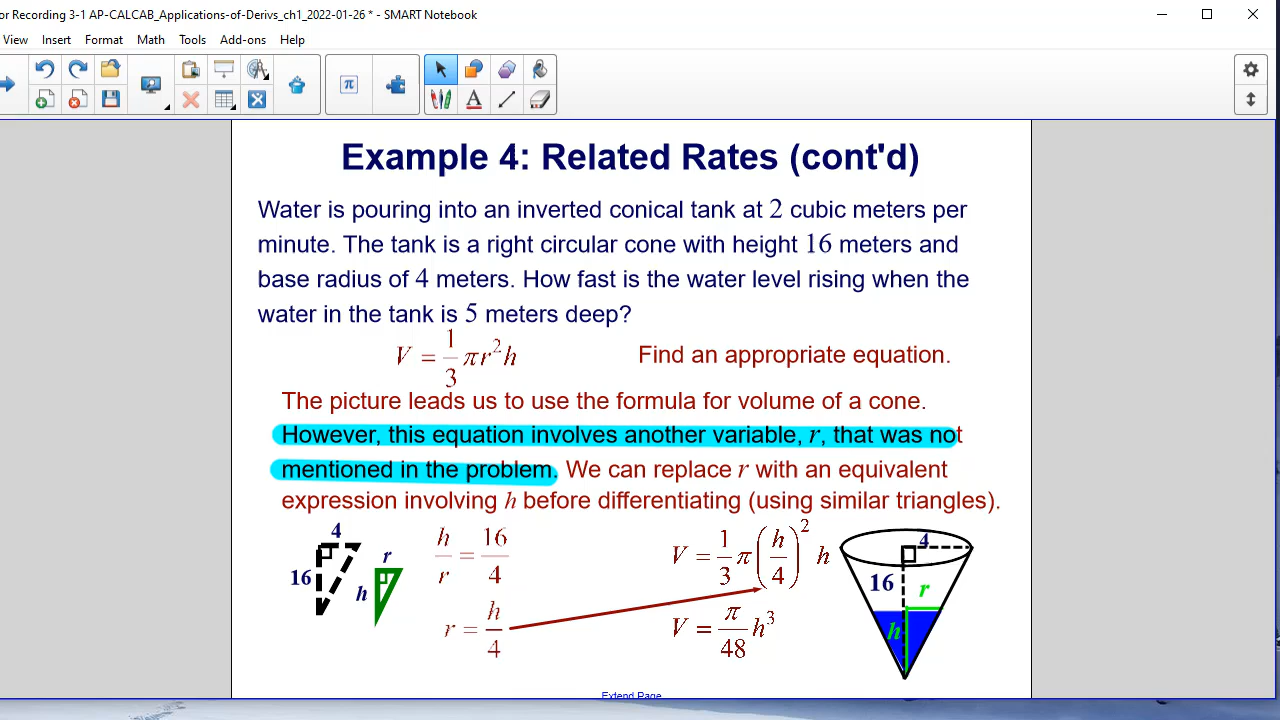 or Recording 3-1 AP-CALCAB_Applications-of-Derivs_ch1_2022-01-26 * - SMART Notebook
View Insert Format Math Tools Add-ons Help
Example 4: Related Rates (cont'd)
Water is pouring into an inverted conical tank at 2 cubic meters per
minute. The tank is a right circular cone with height 16 meters and
base radius of 4 meters. How fast is the water level rising when the
water in the tank is 5 meters deep?
V = 1/3 πr²h Find an appropriate equation.
The picture leads us to use the formula for volume of a cone.
However, this equation involves another variable, r, that was not
mentioned in the problem. We can replace r with an equivalent
expression involving h before differentiating (using similar triangles).
4
16
r
h
h/r = 16/4
r = h/4
V = 1/3 π(h/4)² h
V = π/48 h³
4
16
r
h
Extend Page